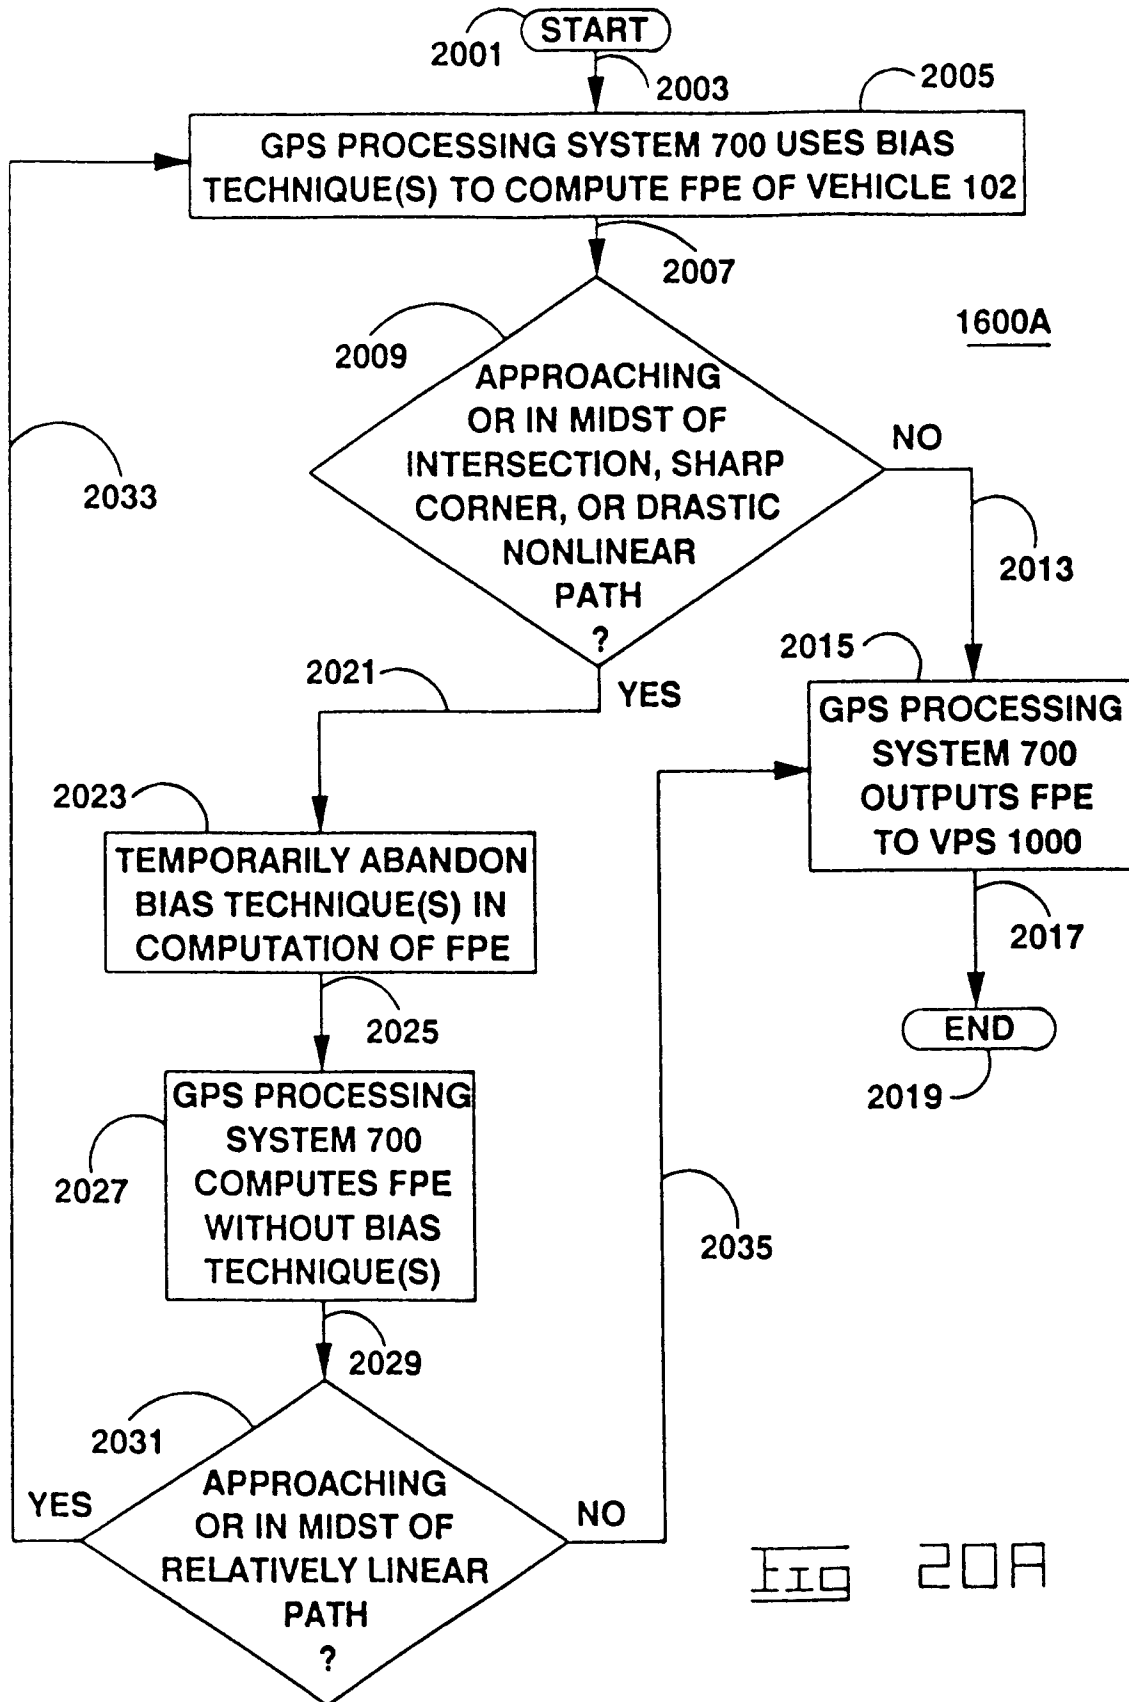 START
2001
2003
2005
GPS PROCESSING SYSTEM 700 USES BIAS
TECHNIQUE(S) TO COMPUTE FPE OF VEHICLE 102
2007
1600A
2009
APPROACHING
OR IN MIDST OF
INTERSECTION, SHARP
CORNER, OR DRASTIC
NONLINEAR
PATH
?
NO
2033
2013
2015
2021
YES
GPS PROCESSING
SYSTEM 700
OUTPUTS FPE
TO VPS 1000
2023
TEMPORARILY ABANDON
BIAS TECHNIQUE(S) IN
COMPUTATION OF FPE
2017
2025
END
2019
GPS PROCESSING
SYSTEM 700
COMPUTES FPE
WITHOUT BIAS
TECHNIQUE(S)
2027
2035
2029
2031
APPROACHING
OR IN MIDST OF
RELATIVELY LINEAR
PATH
?
YES
NO
Fig 20A